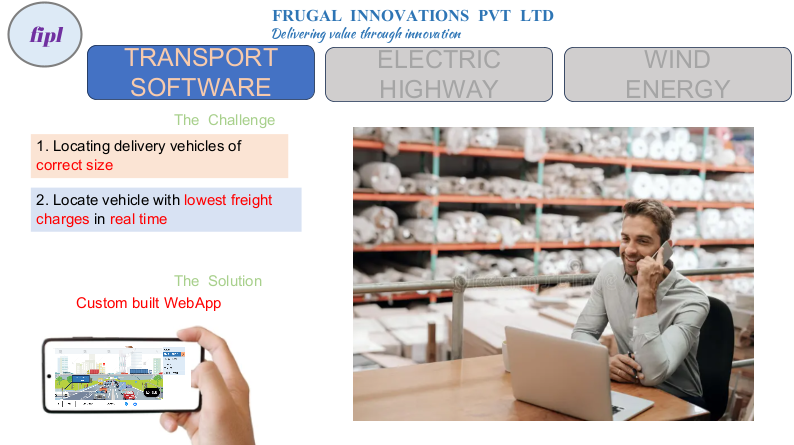 fipl
FRUGAL INNOVATIONS PVT LTD
Delivering value through innovation
TRANSPORT
SOFTWARE
ELECTRIC
HIGHWAY
WIND
ENERGY
The Challenge
1. Locating delivery vehicles of
correct size
2. Locate vehicle with lowest freight
charges in real time
The Solution
Custom built WebApp